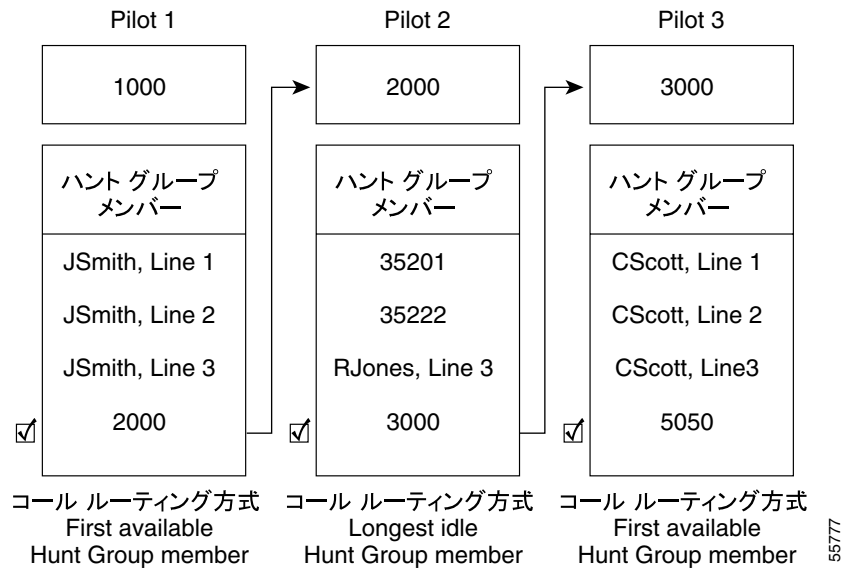 Pilot 1
1000
ハント グループ
メンバー
JSmith, Line 1
JSmith, Line 2
JSmith, Line 3
2000
コール ルーティング方式
First available
Hunt Group member
Pilot 2
2000
ハント グループ
メンバー
35201
35222
RJones, Line 3
3000
コール ルーティング方式
Longest idle
Hunt Group member
Pilot 3
3000
ハント グループ
メンバー
CScott, Line 1
CScott, Line 2
CScott, Line3
5050
コール ルーティング方式
First available
Hunt Group member
55777